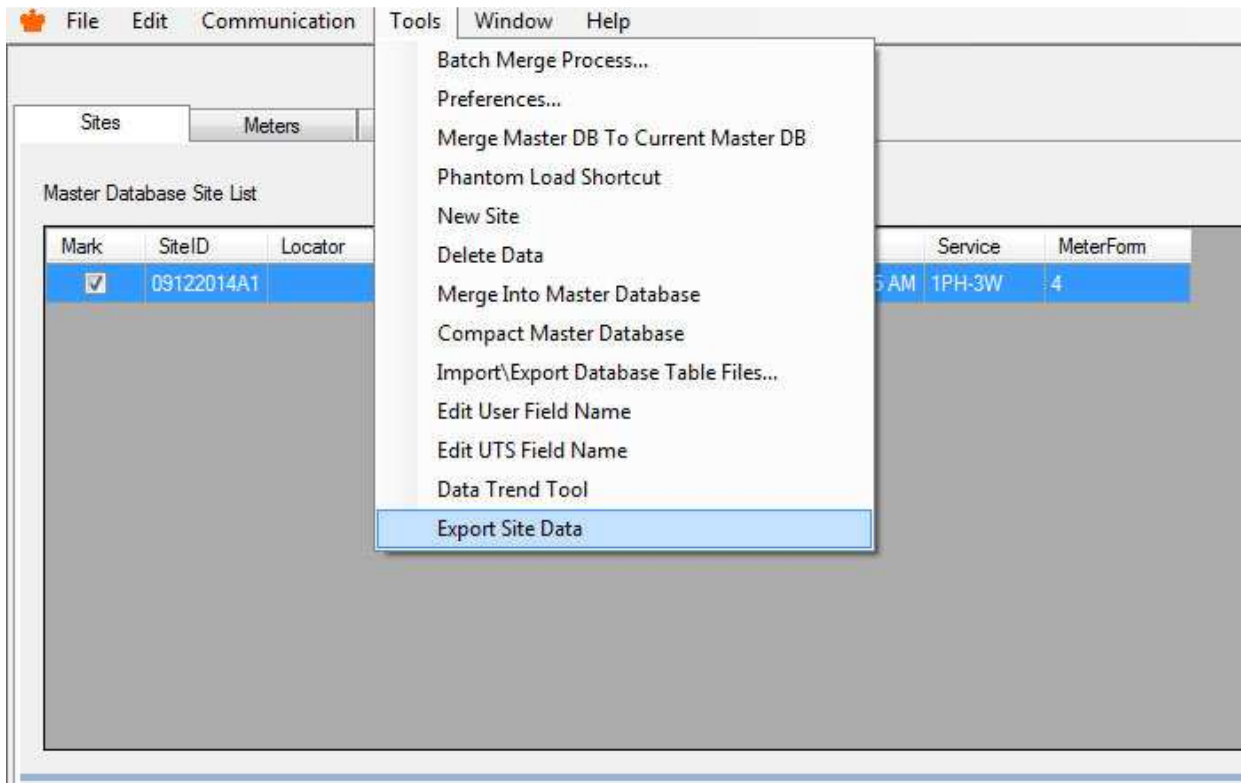 File Edit Communication Tools Window Help
Batch Merge Process...
Preferences...
Merge Master DB To Current Master DB
Phantom Load Shortcut
New Site
Delete Data
Merge Into Master Database
Compact Master Database
Import\Export Database Table Files...
Edit User Field Name
Edit UTS Field Name
Data Trend Tool
Export Site Data
Sites Meters
Master Database Site List
Mark SiteID Locator Service MeterForm
09122014A1 AM 1PH-3W 4